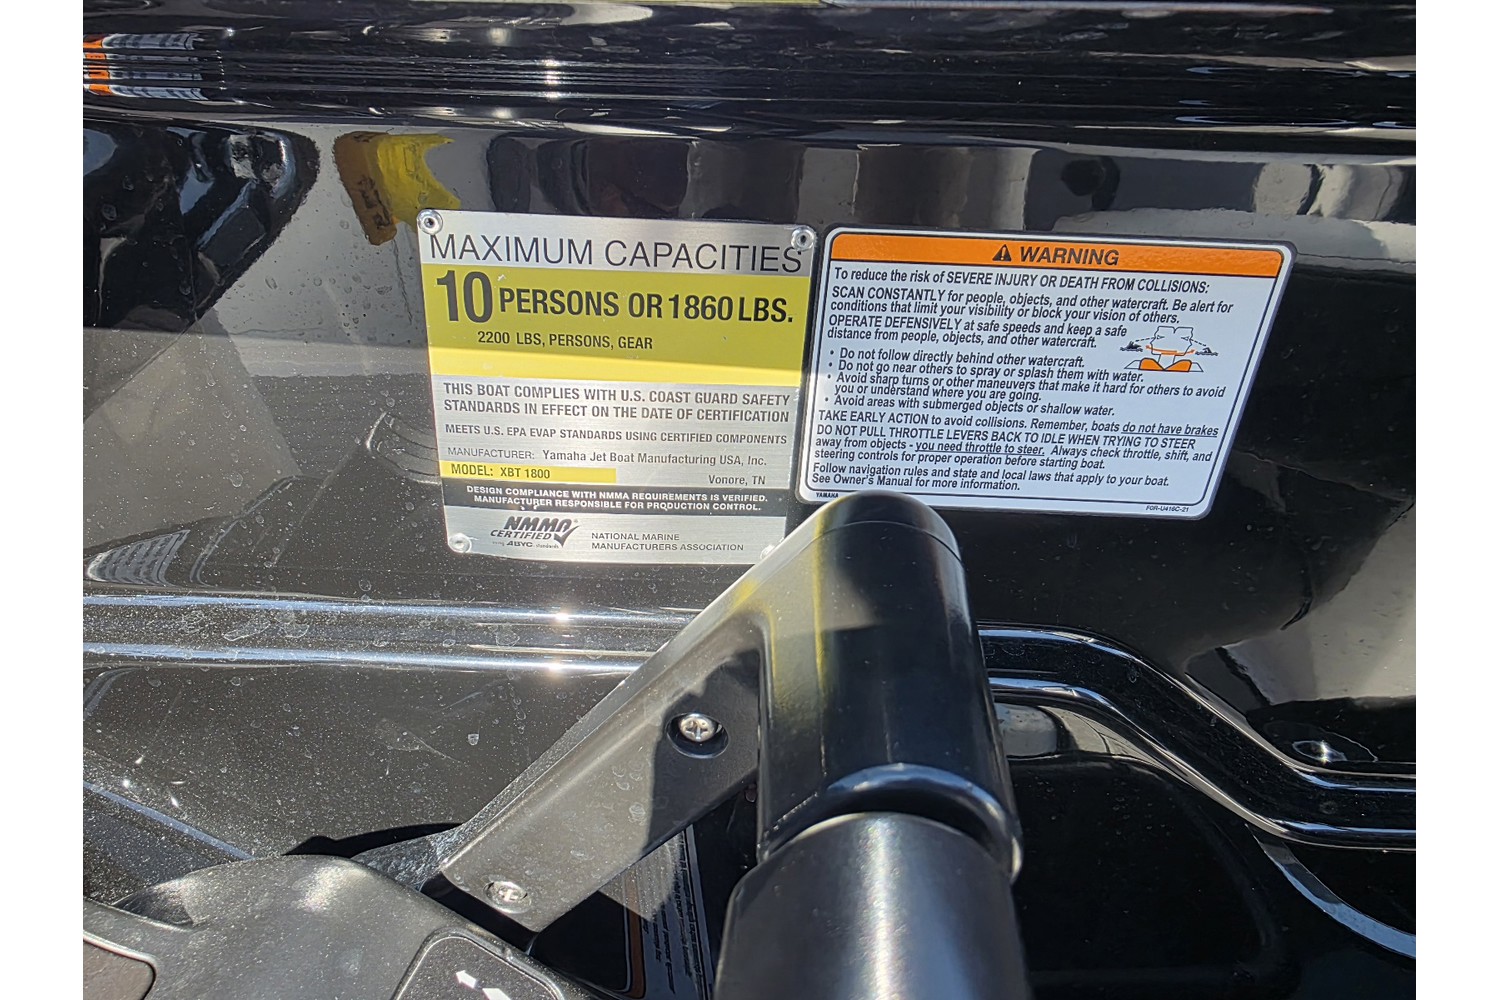 MAXIMUM CAPACITIES
10 PERSONS OR 1860 LBS.
2200 LBS, PERSONS, GEAR
THIS BOAT COMPLIES WITH U.S. COAST GUARD SAFETY
STANDARDS IN EFFECT ON THE DATE OF CERTIFICATION
MEETS U.S. EPA EVAP STANDARDS USING CERTIFIED COMPONENTS
MANUFACTURER: Yamaha Jet Boat Manufacturing USA, Inc.
MODEL: XBT 1800
Vonore, TN
DESIGN COMPLIANCE WITH NMMA REQUIREMENTS IS VERIFIED.
MANUFACTURER RESPONSIBLE FOR PRODUCTION CONTROL.
NMMA
CERTIFIED
using ABYC standards
NATIONAL MARINE
MANUFACTURERS ASSOCIATION
WARNING
To reduce the risk of SEVERE INJURY OR DEATH FROM COLLISIONS:
SCAN CONSTANTLY for people, objects, and other watercraft. Be alert for
conditions that limit your visibility or block your vision of others.
OPERATE DEFENSIVELY at safe speeds and keep a safe
distance from people, objects, and other watercraft.
• Do not follow directly behind other watercraft.
• Do not go near others to spray or splash them with water.
• Avoid sharp turns or other maneuvers that make it hard for others to avoid
you or understand where you are going.
• Avoid areas with submerged objects or shallow water.
TAKE EARLY ACTION to avoid collisions. Remember, boats do not have brakes
DO NOT PULL THROTTLE LEVERS BACK TO IDLE WHEN TRYING TO STEER
away from objects - you need throttle to steer. Always check throttle, shift, and
steering controls for proper operation before starting boat.
Follow navigation rules and state and local laws that apply to your boat.
See Owner's Manual for more information.
YAMAHA
F0R-U416C-21